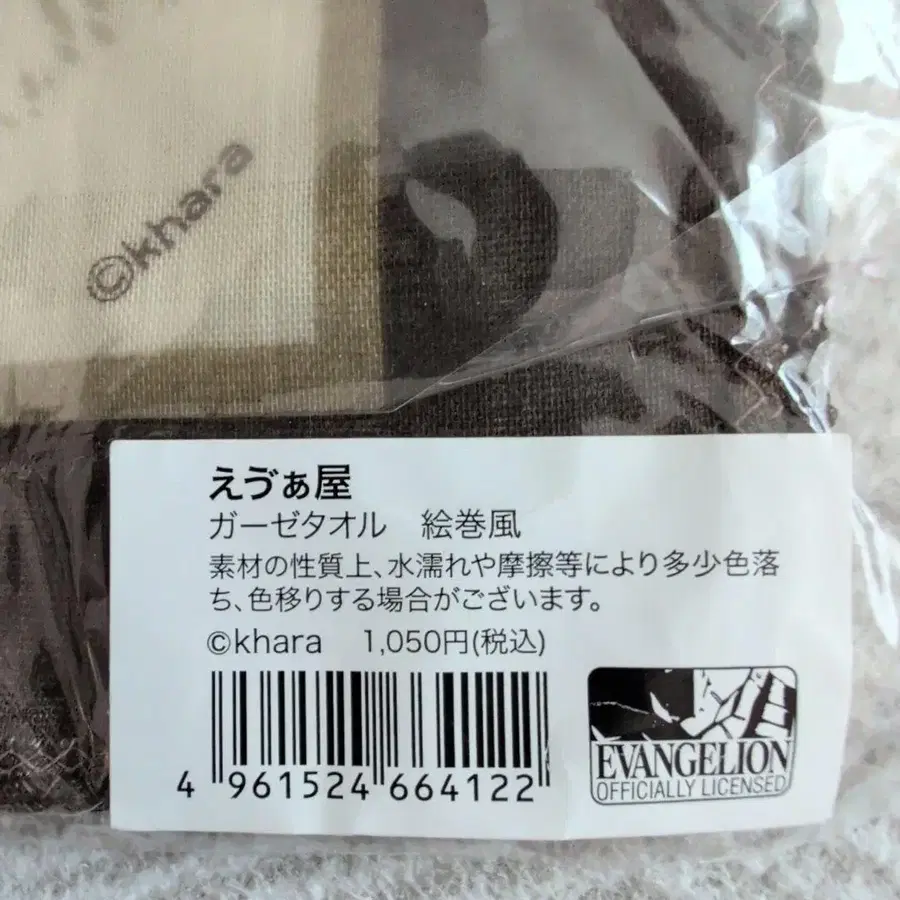 ©khara
えゔぁ屋
ガーゼタオル　絵巻風
素材の性質上、水濡れや摩擦等により多少色落
ち、色移りする場合がございます。
©khara　1,050円(税込)
4 961524 664122
EVANGELION
OFFICIALLY LICENSED